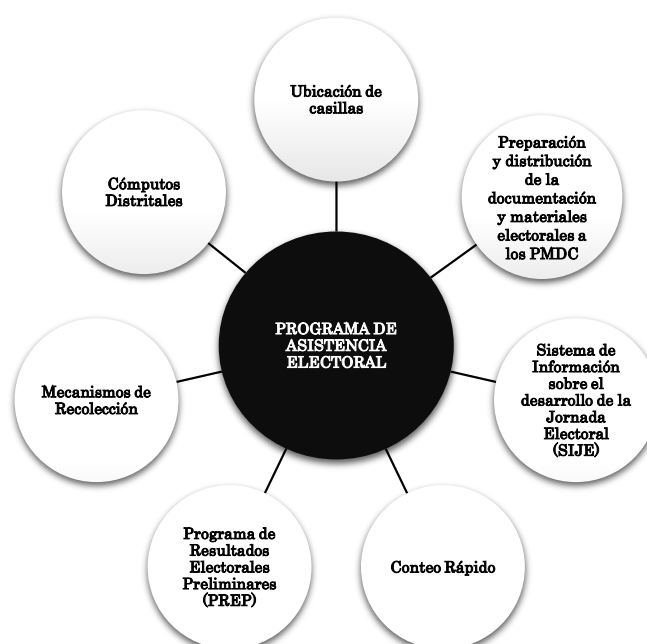 Ubicación de
casillas
Preparación
y distribución
de la
documentación
y materiales
electorales a
los PMDC
Sistema de
Información
sobre el
desarrollo de la
Jornada
Electoral
(SIJE)
Conteo Rápido
Programa de
Resultados
Electorales
Preliminares
(PREP)
Mecanismos de
Recolección
Cómputos
Distritales
PROGRAMA DE
ASISTENCIA
ELECTORAL